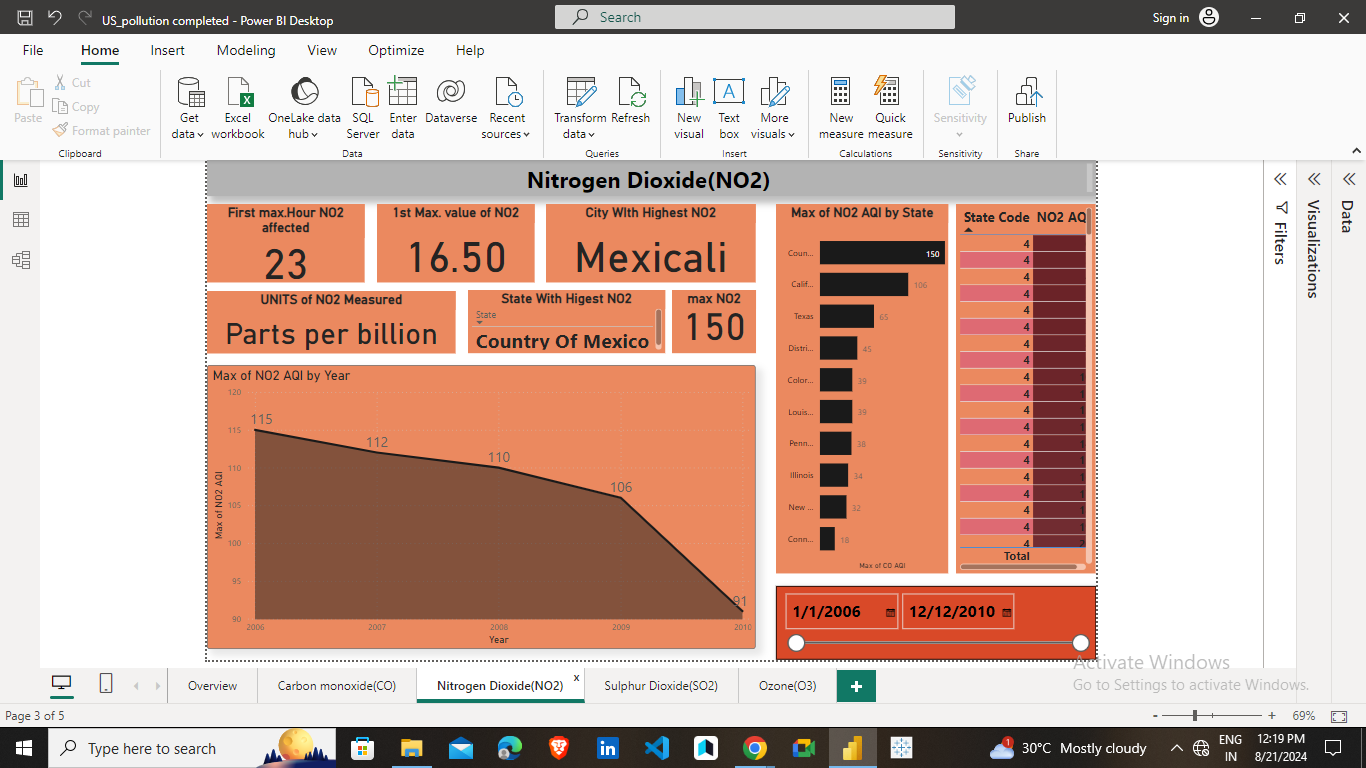 US_pollution completed - Power BI Desktop
Search
Sign in
File Home Insert Modeling View Optimize Help
Paste
Cut
Copy
Format painter
Clipboard
Get data
Excel workbook
OneLake data hub
SQL Server
Enter data
Dataverse
Recent sources
Data
Transform data
Refresh
Queries
New visual
Text box
More visuals
Insert
New measure
Quick measure
Calculations
Sensitivity
Sensitivity
Publish
Share
Nitrogen Dioxide(NO2)
First max.Hour NO2 affected
23
1st Max. value of NO2
16.50
City WIth Highest NO2
Mexicali
UNITS of NO2 Measured
Parts per billion
State With Higest NO2
State
Country Of Mexico
max NO2
150
Max of NO2 AQI by Year
Max of NO2 AQI
120
115
110
105
100
95
90
115
112
110
106
91
2006 2007 2008 2009 2010
Year
Max of NO2 AQI by State
Coun... 150
Calif... 106
Texas 65
Distri... 45
Color... 39
Louis... 39
Penn... 38
Illinois 34
New ... 32
Conn... 18
Max of CO AQI
State Code NO2 AQ
4
4
4
4
4
4
4
4
4 1
4 1
4 1
4 1
4 1
4 1
4 1
4 1
4 1
4 1
4 2
Total
1/1/2006
12/12/2010
Filters
Visualizations
Data
Activate Windows
Go to Settings to activate Windows.
Overview
Carbon monoxide(CO)
Nitrogen Dioxide(NO2)
x
Sulphur Dioxide(SO2)
Ozone(O3)
+
Page 3 of 5
- + 69%
Type here to search
1
30°C Mostly cloudy
ENG
IN
12:19 PM
8/21/2024